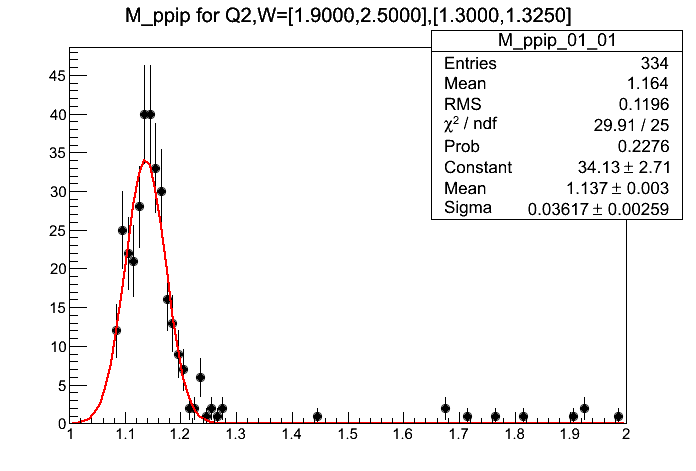 M_ppip for Q2,W=[1.9000,2.5000],[1.3000,1.3250]
M_ppip_01_01
Entries 334
Mean 1.164
RMS 0.1196
χ² / ndf 29.91 / 25
Prob 0.2276
Constant 34.13 ± 2.71
Mean 1.137 ± 0.003
Sigma 0.03617 ± 0.00259
45
40
35
30
25
20
15
10
5
0
1 1.1 1.2 1.3 1.4 1.5 1.6 1.7 1.8 1.9 2